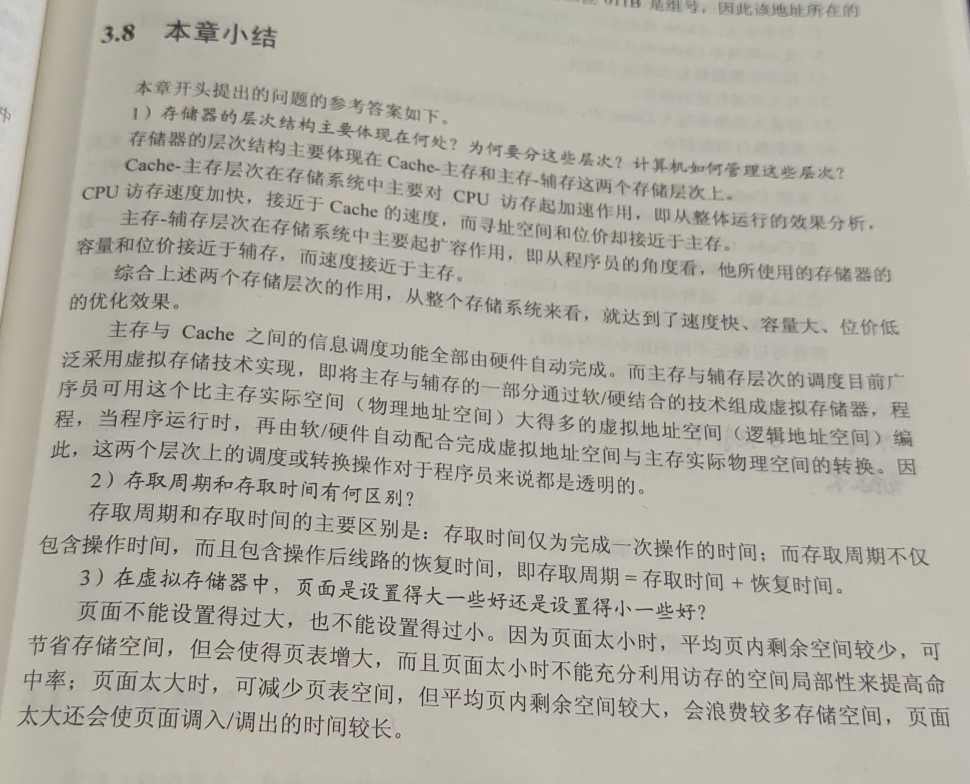 011B 是组号，因此该地址所在的
3.8 本章小结
本章开头提出的问题的参考答案如下。
1）存储器的层次结构主要体现在何处？为何要分这些层次？计算机如何管理这些层次？
存储器的层次结构主要体现在 Cache-主存和主存-辅存这两个存储层次上。
Cache-主存层次在存储系统中主要对 CPU 访存起加速作用，即从整体运行的效果分析，
CPU 访存速度加快，接近于 Cache 的速度，而寻址空间和位价却接近于主存。
主存-辅存层次在存储系统中主要起扩容作用，即从程序员的角度看，他所使用的存储器的
容量和位价接近于辅存，而速度接近于主存。
综合上述两个存储层次的作用，从整个存储系统来看，就达到了速度快、容量大、位价低
的优化效果。
主存与 Cache 之间的信息调度功能全部由硬件自动完成。而主存与辅存层次的调度目前广
泛采用虚拟存储技术实现，即将主存与辅存的一部分通过软/硬结合的技术组成虚拟存储器，程
序员可用这个比主存实际空间（物理地址空间）大得多的虚拟地址空间（逻辑地址空间）编
程，当程序运行时，再由软/硬件自动配合完成虚拟地址空间与主存实际物理空间的转换。因
此，这两个层次上的调度或转换操作对于程序员来说都是透明的。
2）存取周期和存取时间有何区别？
存取周期和存取时间的主要区别是：存取时间仅为完成一次操作的时间；而存取周期不仅
包含操作时间，而且包含操作后线路的恢复时间，即存取周期 = 存取时间 + 恢复时间。
3）在虚拟存储器中，页面是设置得大一些好还是设置得小一些好？
页面不能设置得过大，也不能设置得过小。因为页面太小时，平均页内剩余空间较少，可
节省存储空间，但会使得页表增大，而且页面太小时不能充分利用访存的空间局部性来提高命
中率；页面太大时，可减少页表空间，但平均页内剩余空间较大，会浪费较多存储空间，页面
太大还会使页面调入/调出的时间较长。